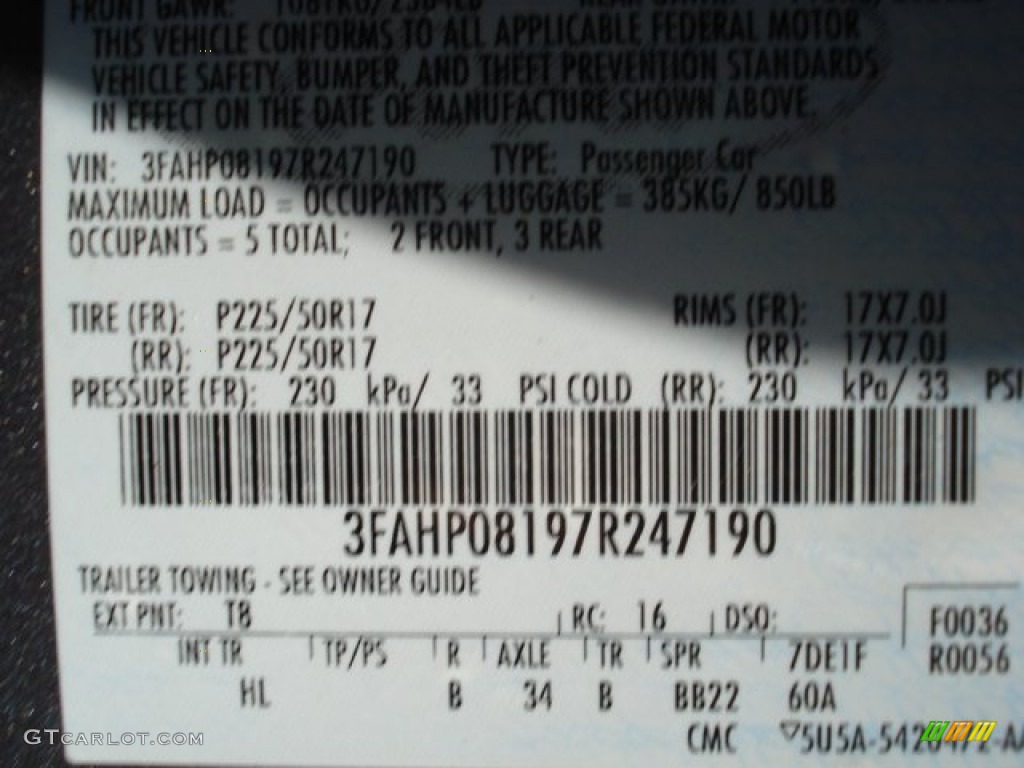 FRONT GAWR: 1081KG/2384LB
THIS VEHICLE CONFORMS TO ALL APPLICABLE FEDERAL MOTOR
VEHICLE SAFETY, BUMPER, AND THEFT PREVENTION STANDARDS
IN EFFECT ON THE DATE OF MANUFACTURE SHOWN ABOVE.
VIN: 3FAHP08197R247190 TYPE: Passenger Car
MAXIMUM LOAD = OCCUPANTS + LUGGAGE = 385KG/ 850LB
OCCUPANTS = 5 TOTAL; 2 FRONT, 3 REAR
TIRE (FR): P225/50R17 RIMS (FR): 17X7.0J
(RR): P225/50R17 (RR): 17X7.0J
PRESSURE (FR): 230 kPa/ 33 PSI COLD (RR): 230 kPa/ 33 PSI
3FAHP08197R247190
TRAILER TOWING - SEE OWNER GUIDE
EXT PNT: T8 RC: 16 DSO: F0036
INT TR TP/PS R AXLE TR SPR 7DE1F R0056
HL B 34 B BB22 60A
CMC
GTCARLOT.COM